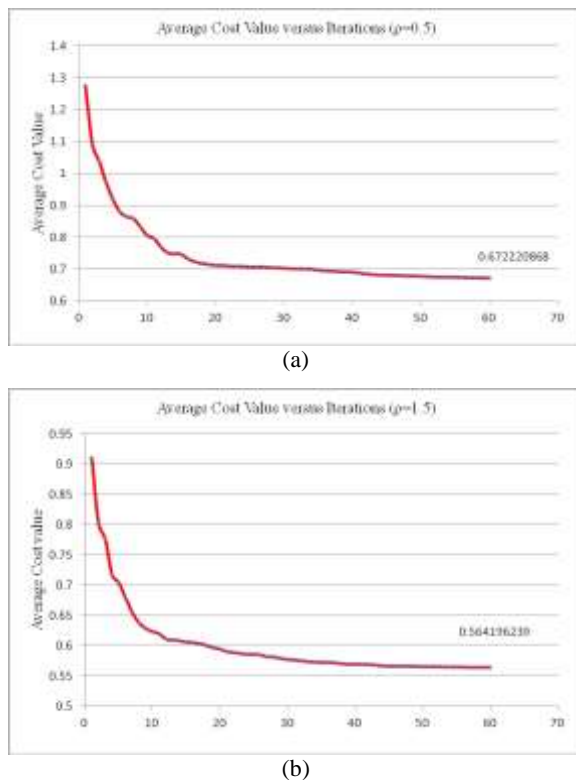 Average Cost Value versus Iterations (ρ=0.5)
1.4
1.3
1.2
1.1
1
0.9
0.8
0.7
0.6
Average Cost Value
0.672220868
0 10 20 30 40 50 60 70
(a)
Average Cost Value versus Iterations (ρ=1.5)
0.95
0.9
0.85
0.8
0.75
0.7
0.65
0.6
0.55
0.5
Average Cost value
0.564196239
0 10 20 30 40 50 60 70
(b)